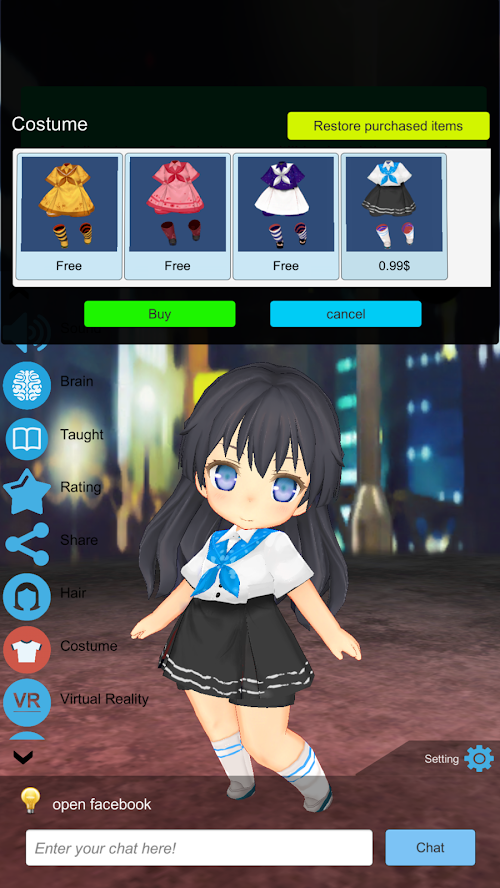 Costume
Restore purchased items
Free
Free
Free
0.99$
Buy
cancel
Brain
Taught
Rating
Share
Hair
Costume
VR
Virtual Reality
Setting
open facebook
Enter your chat here!
Chat